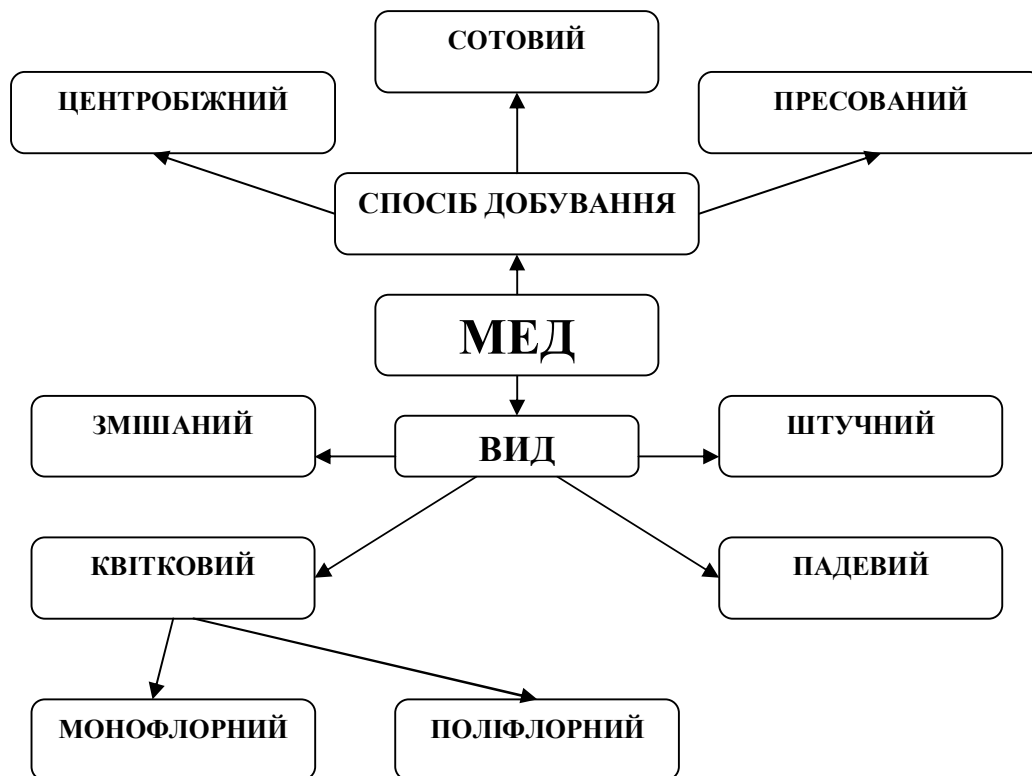 СОТОВИЙ
ЦЕНТРОБІЖНИЙ
ПРЕСОВАНИЙ
СПОСІБ ДОБУВАННЯ
МЕД
ЗМІШАНИЙ
ВИД
ШТУЧНИЙ
КВІТКОВИЙ
ПАДЕВИЙ
МОНОФЛОРНИЙ
ПОЛІФЛОРНИЙ